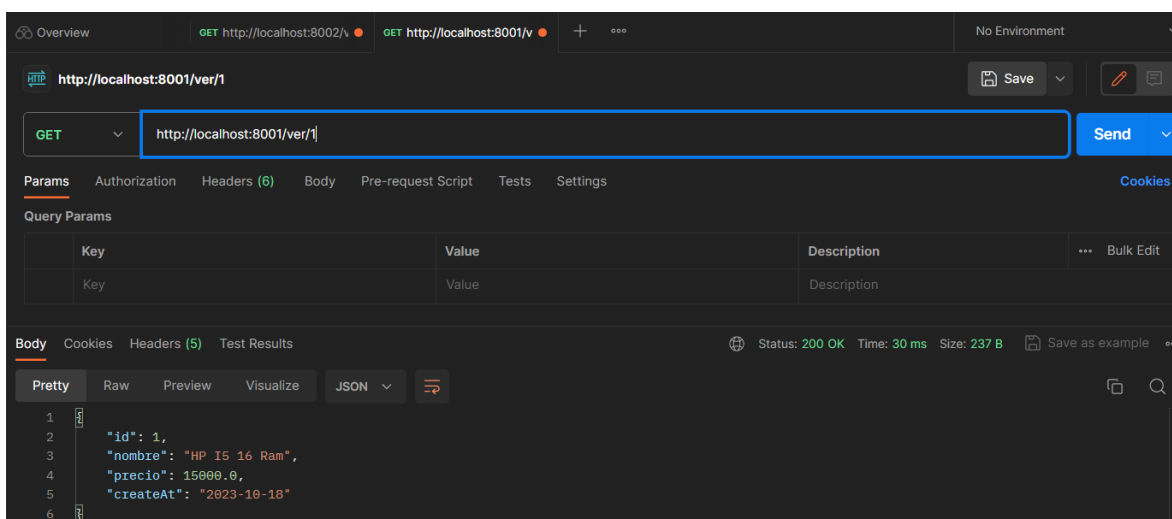 Overview GET http://localhost:8002/v GET http://localhost:8001/v No Environment
HTTP http://localhost:8001/ver/1 Save
GET http://localhost:8001/ver/1 Send
Params Authorization Headers (6) Body Pre-request Script Tests Settings Cookies
Query Params
Key Value Description Bulk Edit
Key Value Description
Body Cookies Headers (5) Test Results Status: 200 OK Time: 30 ms Size: 237 B Save as example
Pretty Raw Preview Visualize JSON
1 {
2 "id": 1,
3 "nombre": "HP I5 16 Ram",
4 "precio": 15000.0,
5 "createAt": "2023-10-18"
6 }